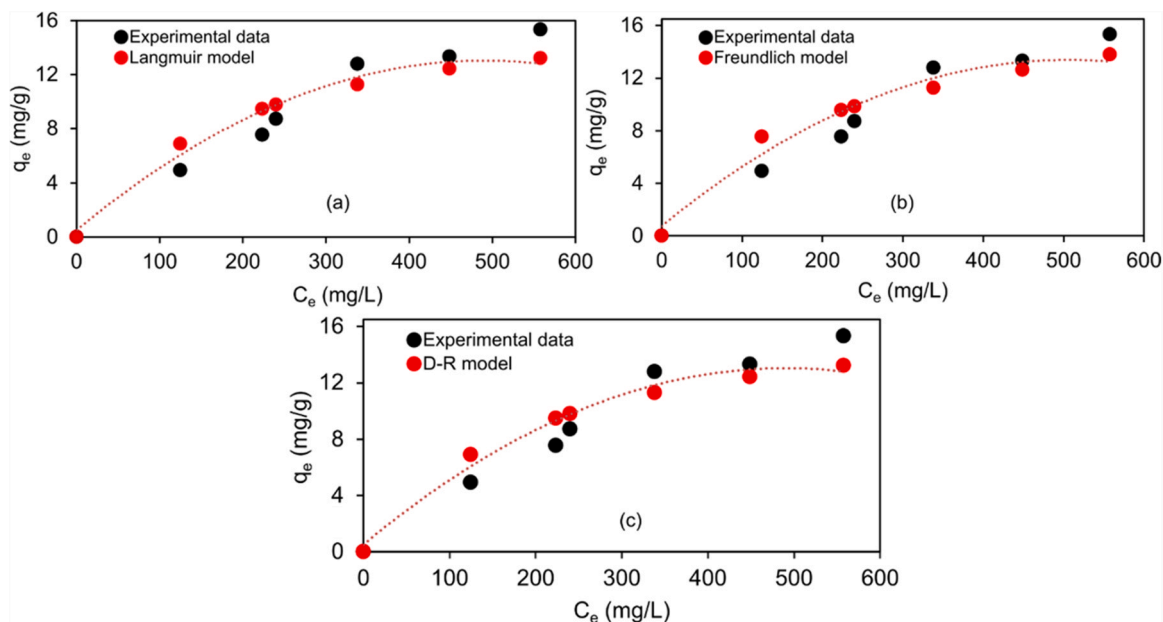 16
12
8
4
0
qe (mg/g)
Experimental data
Langmuir model
(a)
0 100 200 300 400 500 600
Ce (mg/L)
16
12
8
4
0
qe (mg/g)
Experimental data
Freundlich model
(b)
0 100 200 300 400 500 600
Ce (mg/L)
16
12
8
4
0
qe (mg/g)
Experimental data
D-R model
(c)
0 100 200 300 400 500 600
Ce (mg/L)